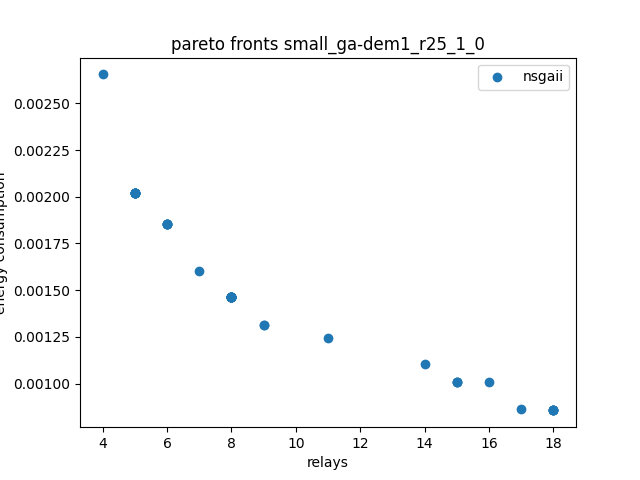 pareto fronts small_ga-dem1_r25_1_0
nsgaii
0.00250
0.00225
0.00200
0.00175
0.00150
0.00125
0.00100
energy consumption
4 6 8 10 12 14 16 18
relays